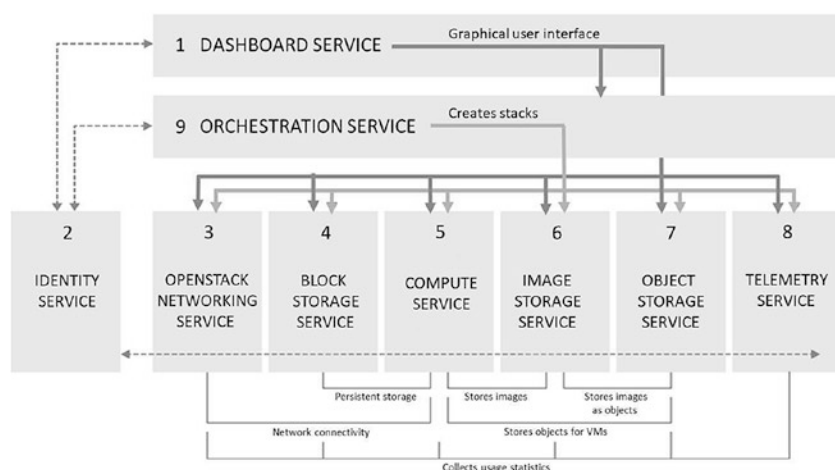 1 DASHBOARD SERVICE
Graphical user interface
9 ORCHESTRATION SERVICE
Creates stacks
2
IDENTITY
SERVICE
3
OPENSTACK
NETWORKING
SERVICE
4
BLOCK
STORAGE
SERVICE
5
COMPUTE
SERVICE
6
IMAGE
STORAGE
SERVICE
7
OBJECT
STORAGE
SERVICE
8
TELEMETRY
SERVICE
Persistent storage
Stores images
Stores images
as objects
Network connectivity
Stores objects for VMs
Collects usage statistics